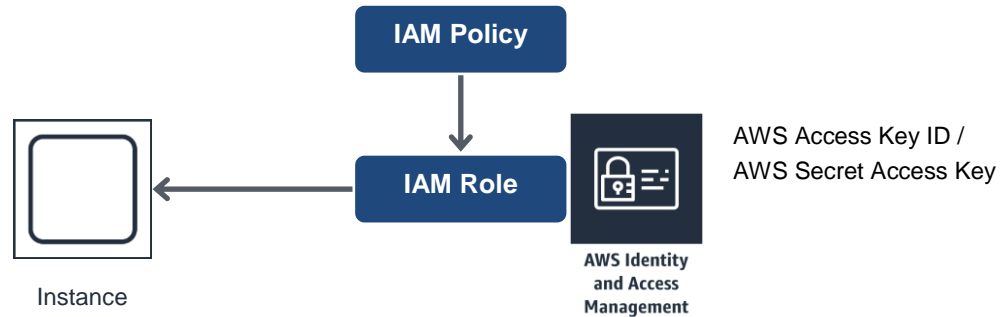 IAM Policy
IAM Role
AWS Access Key ID /
AWS Secret Access Key
AWS Identity
and Access
Management
Instance